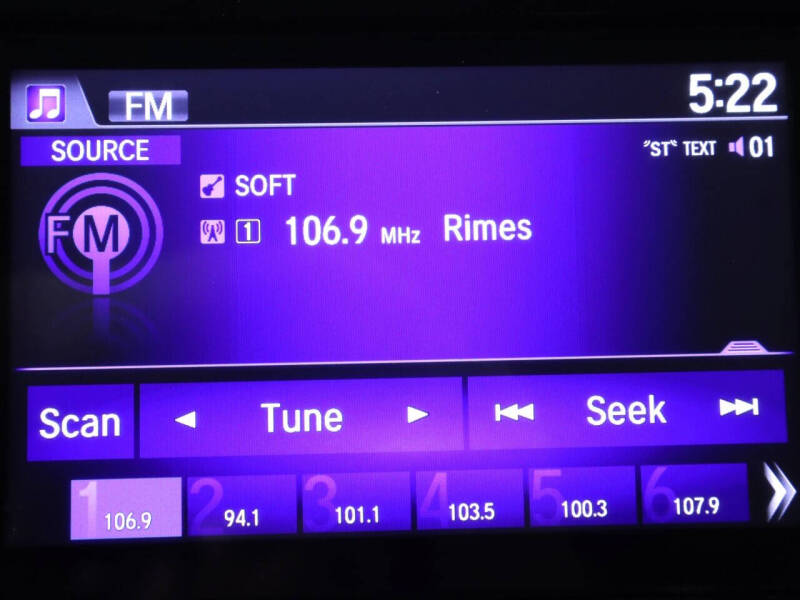 FM 5:22
SOURCE "ST" TEXT 01
SOFT
FM 1 106.9 MHz Rimes
Scan Tune Seek
1 106.9 2 94.1 3 101.1 4 103.5 5 100.3 6 107.9